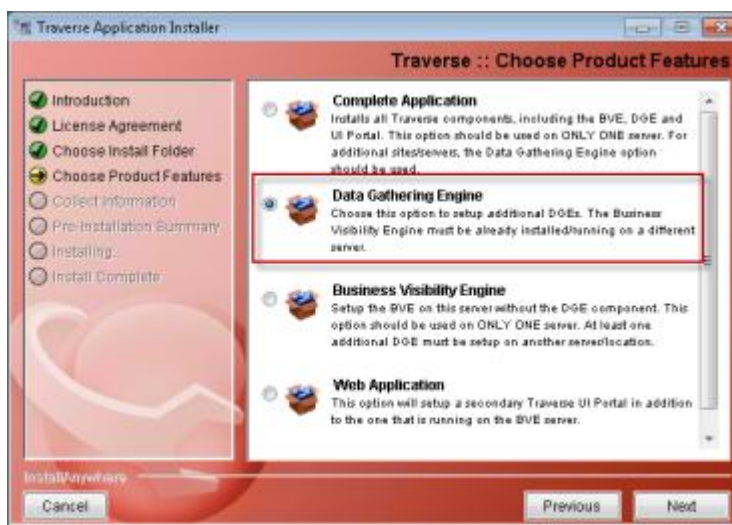 Traverse Application Installer
Traverse :: Choose Product Features
Introduction
License Agreement
Choose Install Folder
Choose Product Features
Collect Information
Pre-Installation Summary
Installing...
Install Complete
Complete Application
Installs all Traverse components, including the BVE, DGE and
UI Portal. This option should be used on ONLY ONE server. For
additional sites/servers, the Data Gathering Engine option
should be used.
Data Gathering Engine
Choose this option to setup additional DGEs. The Business
Visibility Engine must be already installed/running on a different
server.
Business Visibility Engine
Setup the BVE on this server without the DGE component. This
option should be used on ONLY ONE server. At least one
additional DGE must be setup on another server/location.
Web Application
This option will setup a secondary Traverse UI Portal in addition
to the one that is running on the BVE server.
InstallAnywhere
Cancel
Previous
Next